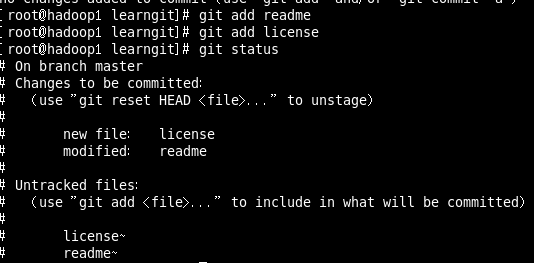 no changes added to commit (use "git add" and/or "git commit -a")
[root@hadoop1 learngit]# git add readme
[root@hadoop1 learngit]# git add license
[root@hadoop1 learngit]# git status
# On branch master
# Changes to be committed:
#   (use "git reset HEAD <file>..." to unstage)
#
#       new file:   license
#       modified:   readme
#
# Untracked files:
#   (use "git add <file>..." to include in what will be committed)
#
#       license~
#       readme~